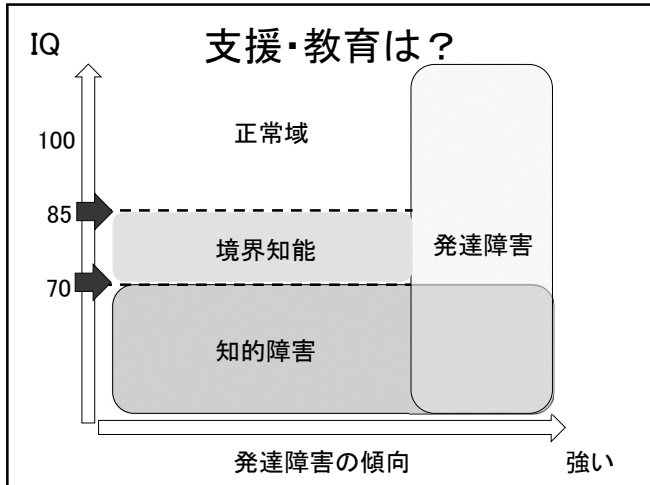 IQ
支援・教育は？
100
正常域
85
境界知能
発達障害
70
知的障害
発達障害の傾向
強い